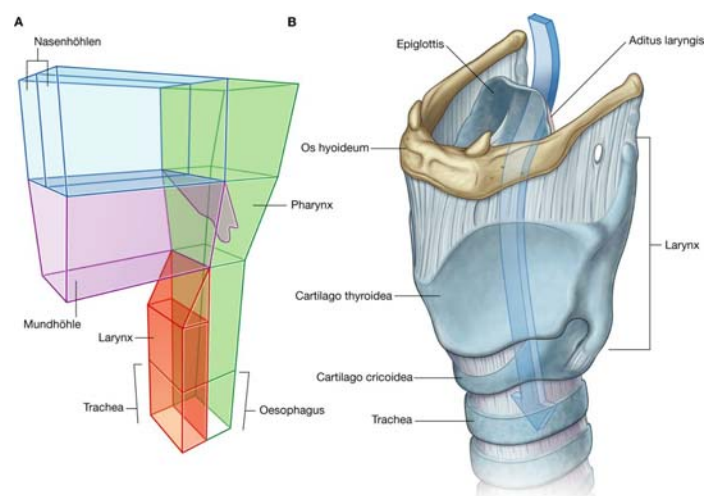 A
Nasenhöhlen
Pharynx
Mundhöhle
Larynx
Trachea
Oesophagus
B
Epiglottis
Aditus laryngis
Os hyoideum
Larynx
Cartilago thyroidea
Cartilago cricoidea
Trachea